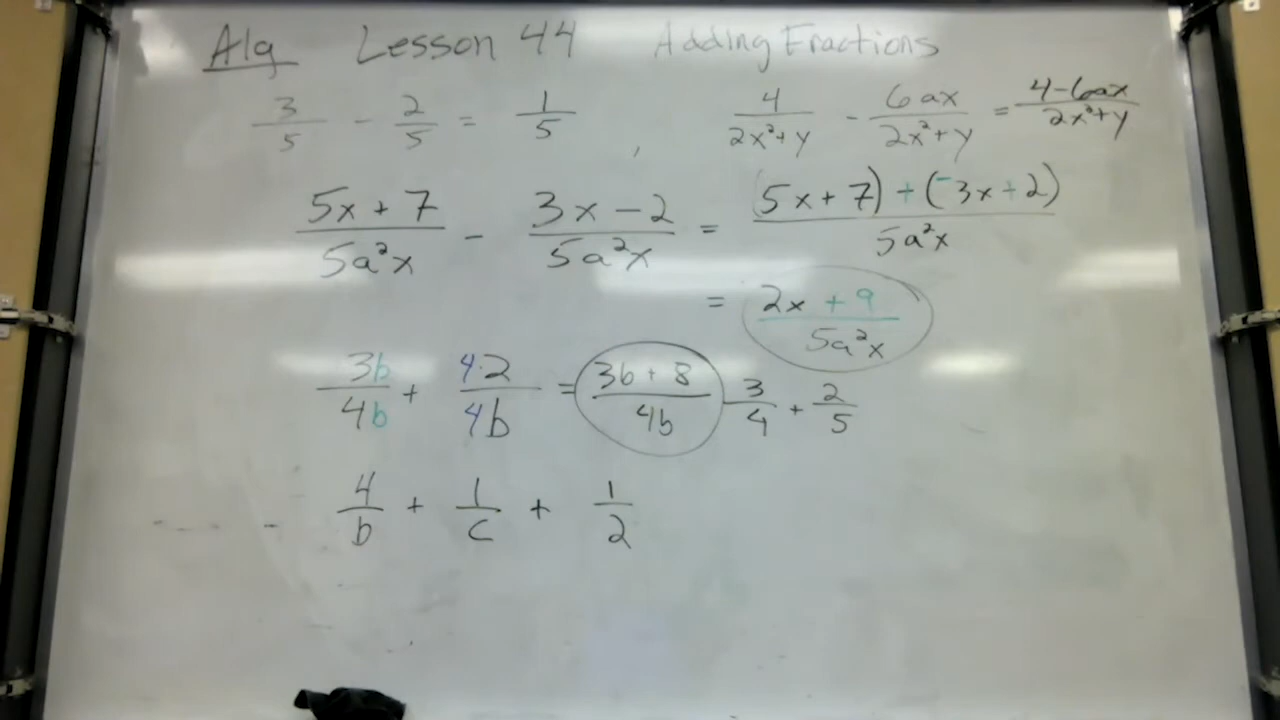 Alg Lesson 44 Adding Fractions
3/5 - 2/5 = 1/5 , 4/(2x²+y) - 6ax/(2x²+y) = (4-6ax)/(2x²+y)
(5x+7)/(5a²x) - (3x-2)/(5a²x) = ((5x+7)+(⁻3x+2))/(5a²x)
= (2x+9)/(5a²x)
3b/4b + 4·2/4b = (3b+8)/4b 3/4 + 2/5
4/b + 1/c + 1/2